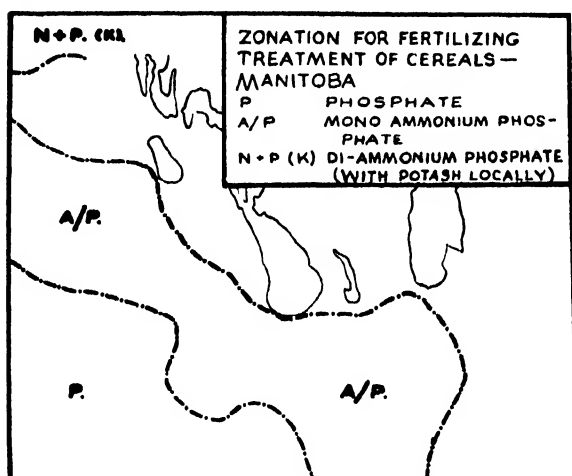 N+P. (K).
ZONATION FOR FERTILIZING
TREATMENT OF CEREALS—
MANITOBA
P PHOSPHATE
A/P MONO AMMONIUM PHOS-
PHATE
N+P (K) DI-AMMONIUM PHOSPHATE
(WITH POTASH LOCALLY)
A/P.
P.
A/P.